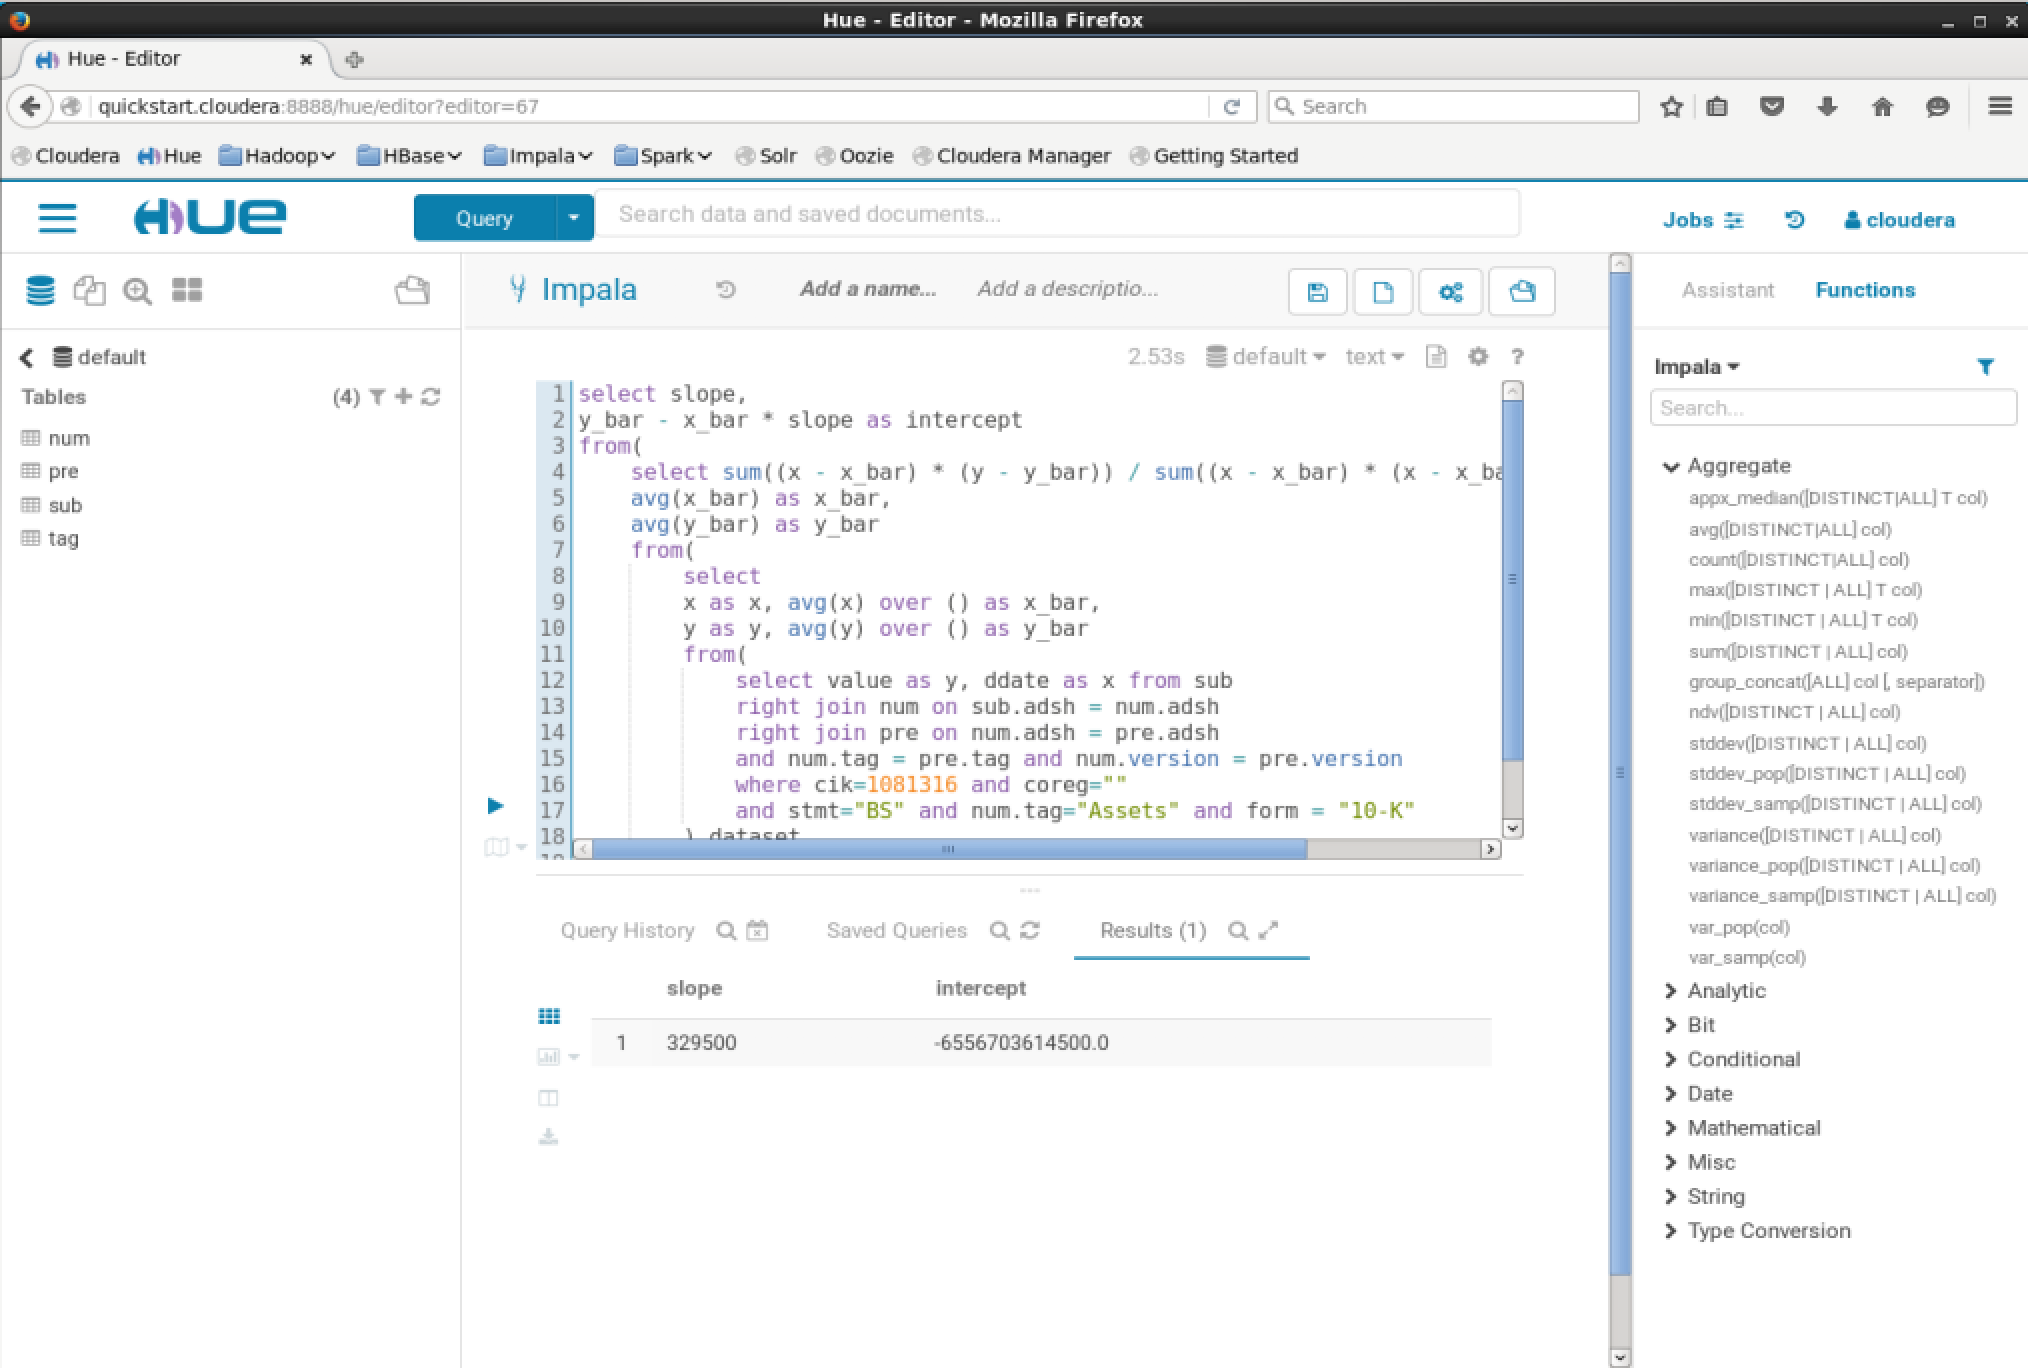 Hue - Editor - Mozilla Firefox
Hue - Editor
quickstart.cloudera:8888/hue/editor?editor=67
Search
Cloudera Hue Hadoop HBase Impala Spark Solr Oozie Cloudera Manager Getting Started
HUE
Query
Search data and saved documents...
Jobs
cloudera
Impala
Add a name...
Add a descriptio...
Assistant
Functions
default
Tables
(4)
num
pre
sub
tag
2.53s default text ?
1 select slope,
2 y_bar - x_bar * slope as intercept
3 from(
4 select sum((x - x_bar) * (y - y_bar)) / sum((x - x_bar) * (x - x_ba
5 avg(x_bar) as x_bar,
6 avg(y_bar) as y_bar
7 from(
8 select
9 x as x, avg(x) over () as x_bar,
10 y as y, avg(y) over () as y_bar
11 from(
12 select value as y, ddate as x from sub
13 right join num on sub.adsh = num.adsh
14 right join pre on num.adsh = pre.adsh
15 and num.tag = pre.tag and num.version = pre.version
16 where cik=1081316 and coreg=""
17 and stmt="BS" and num.tag="Assets" and form = "10-K"
18 ) dataset
Query History
Saved Queries
Results (1)
slope intercept
1 329500 -6556703614500.0
Impala
Search...
Aggregate
appx_median([DISTINCT|ALL] T col)
avg([DISTINCT|ALL] col)
count([DISTINCT|ALL] col)
max([DISTINCT | ALL] T col)
min([DISTINCT | ALL] T col)
sum([DISTINCT | ALL] col)
group_concat([ALL] col [, separator])
ndv([DISTINCT | ALL] col)
stddev([DISTINCT | ALL] col)
stddev_pop([DISTINCT | ALL] col)
stddev_samp([DISTINCT | ALL] col)
variance([DISTINCT | ALL] col)
variance_pop([DISTINCT | ALL] col)
variance_samp([DISTINCT | ALL] col)
var_pop(col)
var_samp(col)
Analytic
Bit
Conditional
Date
Mathematical
Misc
String
Type Conversion